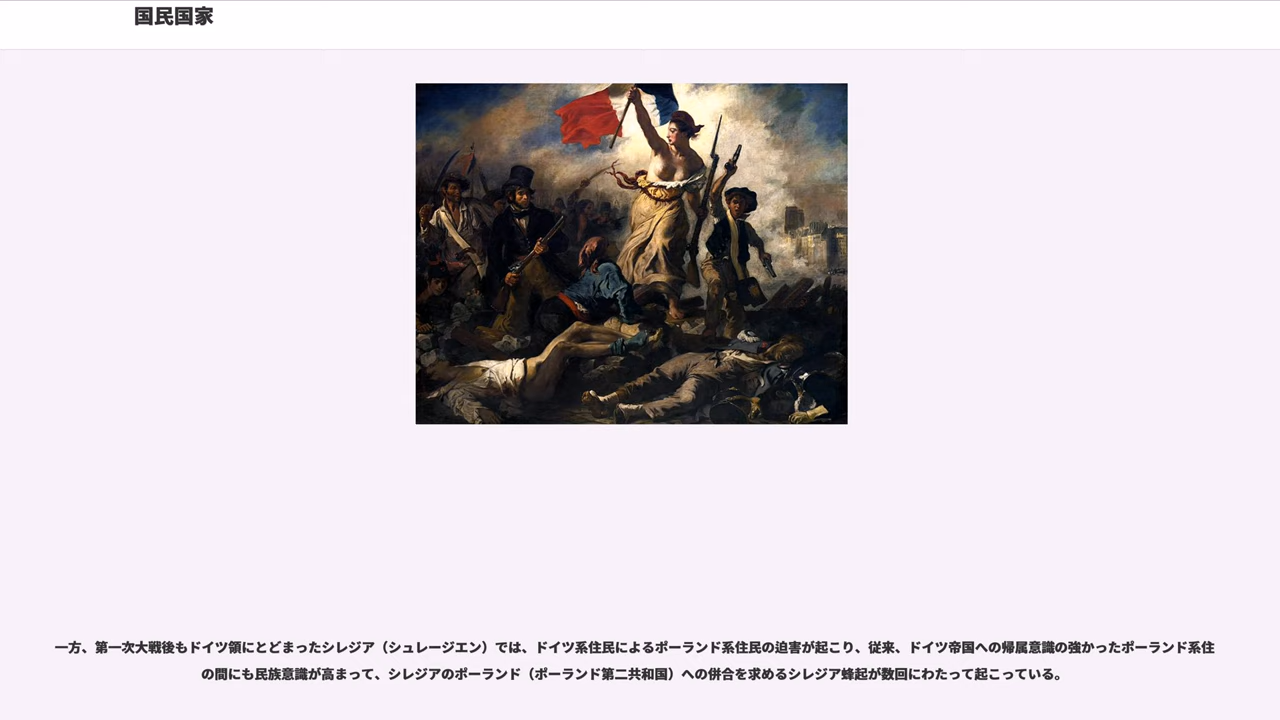 国民国家
一方、第一次大戦後もドイツ領にとどまったシレジア（シュレージエン）では、ドイツ系住民によるポーランド系住民の迫害が起こり、従来、ドイツ帝国への帰属意識の強かったポーランド系住
の間にも民族意識が高まって、シレジアのポーランド（ポーランド第二共和国）への併合を求めるシレジア蜂起が数回にわたって起こっている。